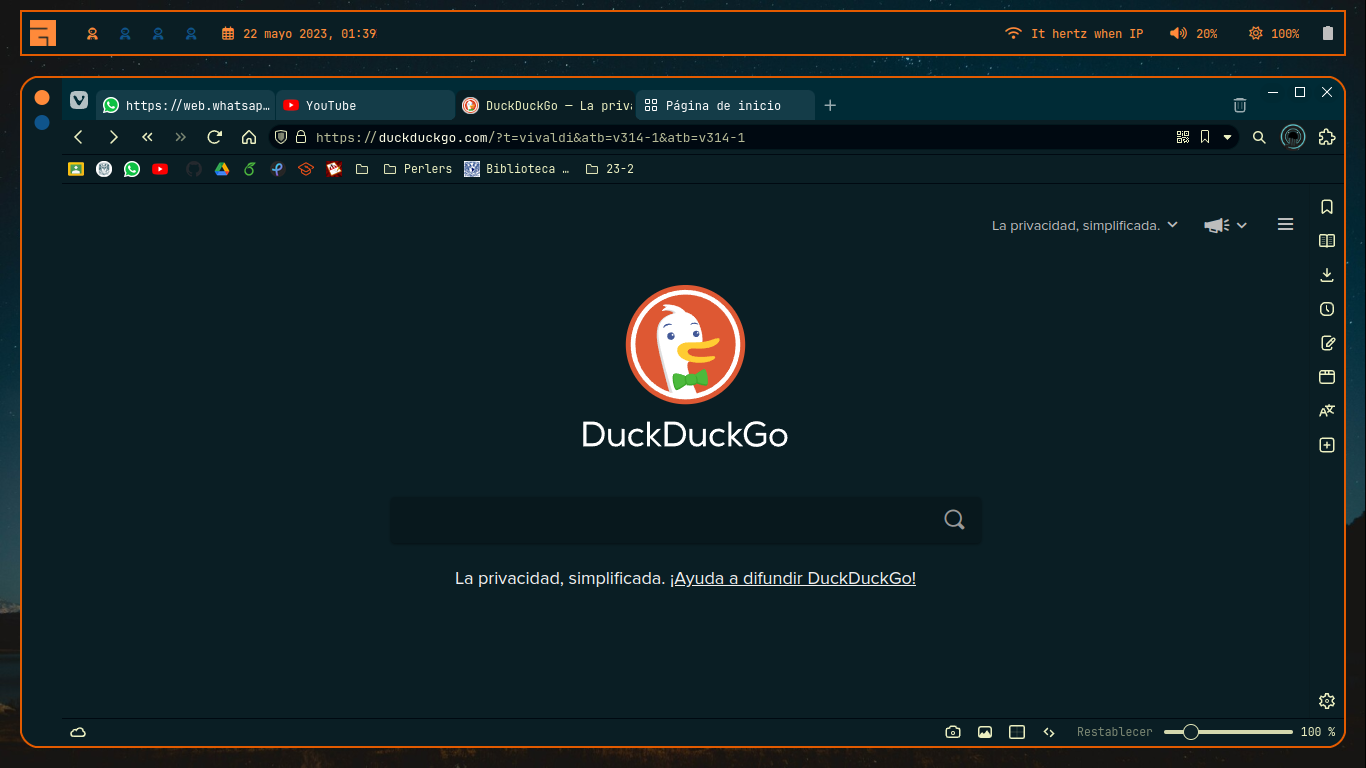 22 mayo 2023, 01:39
It hertz when IP
20%
100%
https://web.whatsap…
YouTube
DuckDuckGo — La priva
Página de inicio
https://duckduckgo.com/?t=vivaldi&atb=v314-1&atb=v314-1
Perlers
Biblioteca …
23-2
La privacidad, simplificada.
DuckDuckGo
La privacidad, simplificada. ¡Ayuda a difundir DuckDuckGo!
Restablecer
100 %